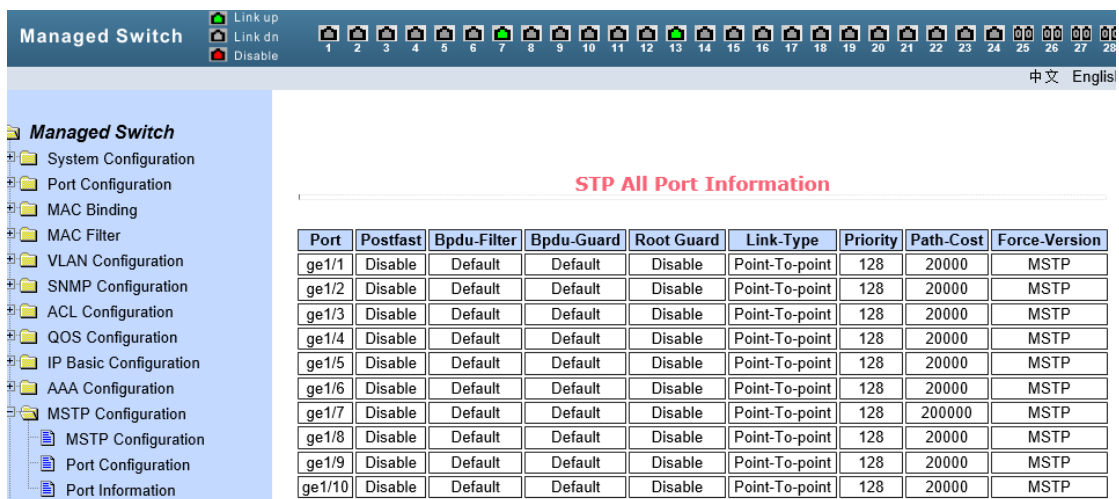 Managed Switch
Link up
Link dn
Disable
1 2 3 4 5 6 7 8 9 10 11 12 13 14 15 16 17 18 19 20 21 22 23 24 25 26 27 28
中文 English
Managed Switch
System Configuration
Port Configuration
MAC Binding
MAC Filter
VLAN Configuration
SNMP Configuration
ACL Configuration
QOS Configuration
IP Basic Configuration
AAA Configuration
MSTP Configuration
MSTP Configuration
Port Configuration
Port Information
STP All Port Information
Port Postfast Bpdu-Filter Bpdu-Guard Root Guard Link-Type Priority Path-Cost Force-Version
ge1/1 Disable Default Default Disable Point-To-point 128 20000 MSTP
ge1/2 Disable Default Default Disable Point-To-point 128 20000 MSTP
ge1/3 Disable Default Default Disable Point-To-point 128 20000 MSTP
ge1/4 Disable Default Default Disable Point-To-point 128 20000 MSTP
ge1/5 Disable Default Default Disable Point-To-point 128 20000 MSTP
ge1/6 Disable Default Default Disable Point-To-point 128 20000 MSTP
ge1/7 Disable Default Default Disable Point-To-point 128 200000 MSTP
ge1/8 Disable Default Default Disable Point-To-point 128 20000 MSTP
ge1/9 Disable Default Default Disable Point-To-point 128 20000 MSTP
ge1/10 Disable Default Default Disable Point-To-point 128 20000 MSTP